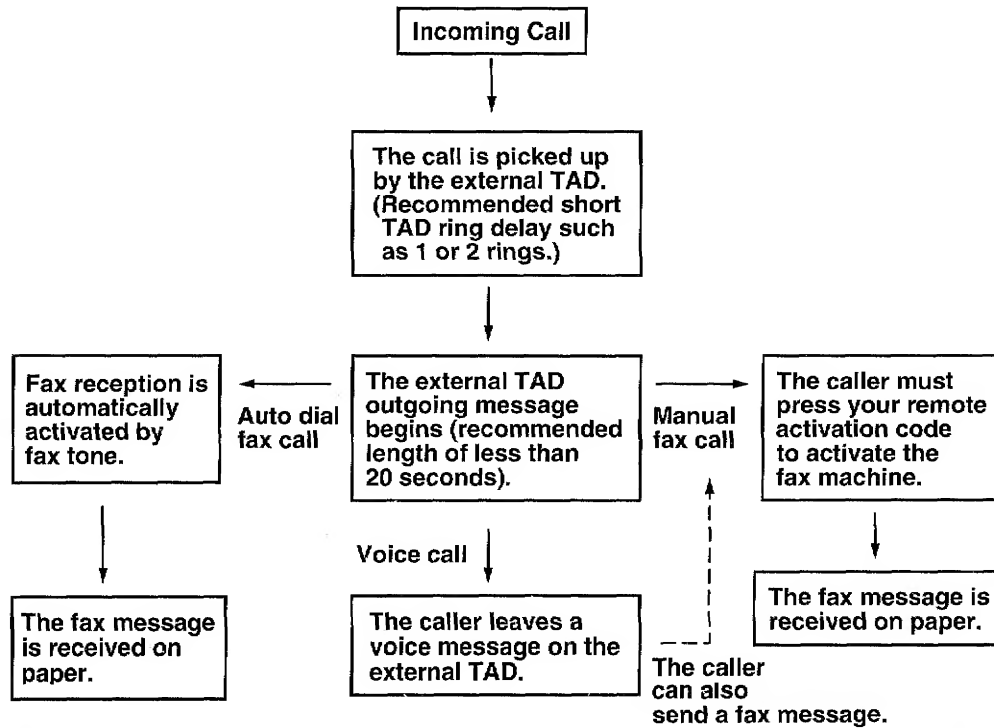 Incoming Call
The call is picked up
by the external TAD.
(Recommended short
TAD ring delay such
as 1 or 2 rings.)
Fax reception is
automatically
activated by
fax tone.
Auto dial
fax call
The external TAD
outgoing message
begins (recommended
length of less than
20 seconds).
Manual
fax call
The caller must
press your remote
activation code
to activate the
fax machine.
Voice call
The fax message
is received on
paper.
The caller leaves a
voice message on the
external TAD.
The caller
can also
send a fax message.
The fax message is
received on paper.